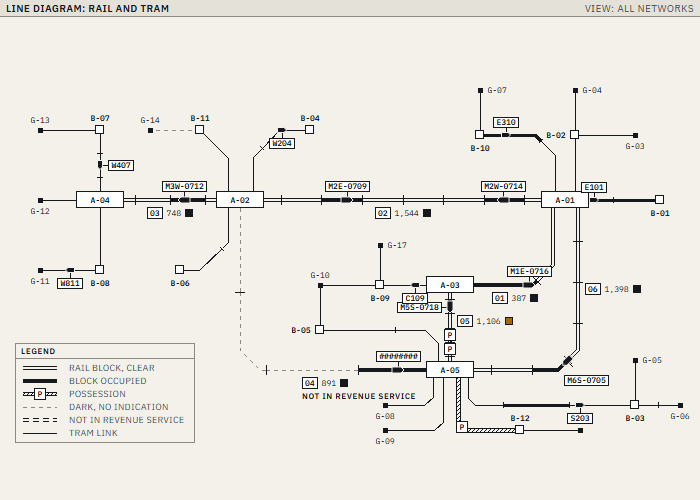 LINE DIAGRAM: RAIL AND TRAM
VIEW: ALL NETWORKS
G-07
G-04
G-13
B-07
G-14
B-11
B-04
E310
B-10
B-02
G-03
W204
W407
M3W-0712
M2E-0709
M2W-0714
E101
A-04
A-02
A-01
G-12
03 748
02 1,544
B-01
G-17
G-10
G-11
W811
B-08
B-06
B-09
A-03
M1E-0716
C109
M5S-0718
01 387
06 1,398
05 1,106
B-05
P
P
########
A-05
G-05
04 891
NOT IN REVENUE SERVICE
M6S-0705
G-08
G-09
P
B-12
S203
B-03
G-06
LEGEND
RAIL BLOCK, CLEAR
BLOCK OCCUPIED
P POSSESSION
DARK, NO INDICATION
NOT IN REVENUE SERVICE
TRAM LINK